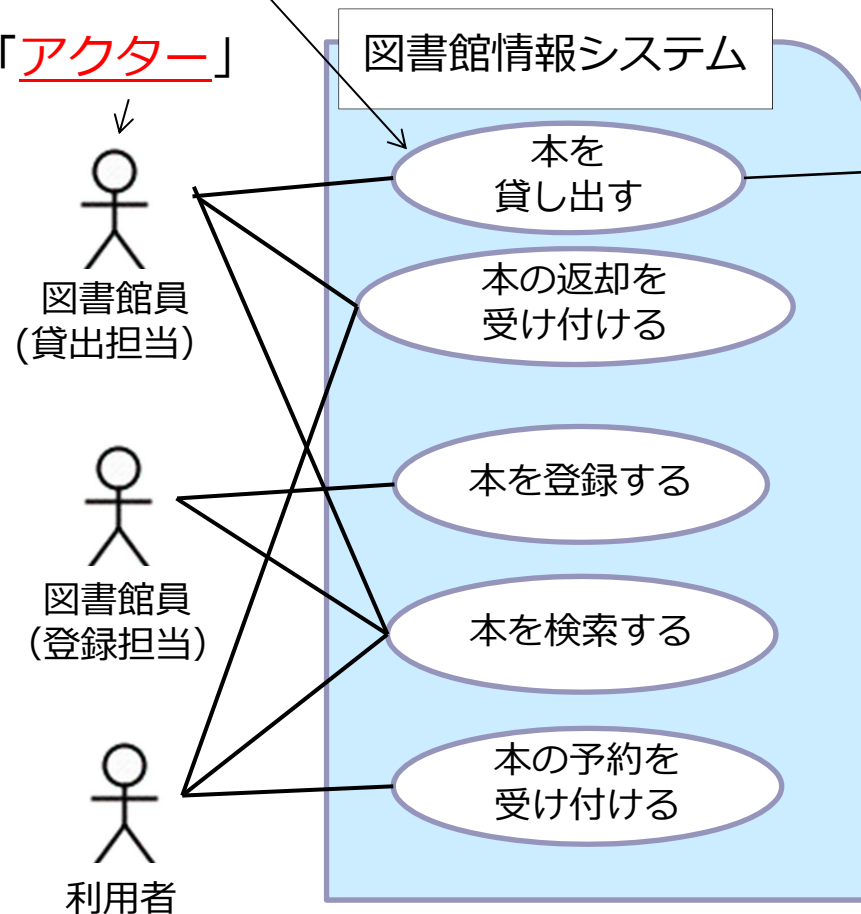 「アクター」
図書館情報システム
本を
貸し出す
図書館員
(貸出担当）
本の返却を
受け付ける
本を登録する
図書館員
（登録担当）
本を検索する
本の予約を
受け付ける
利用者